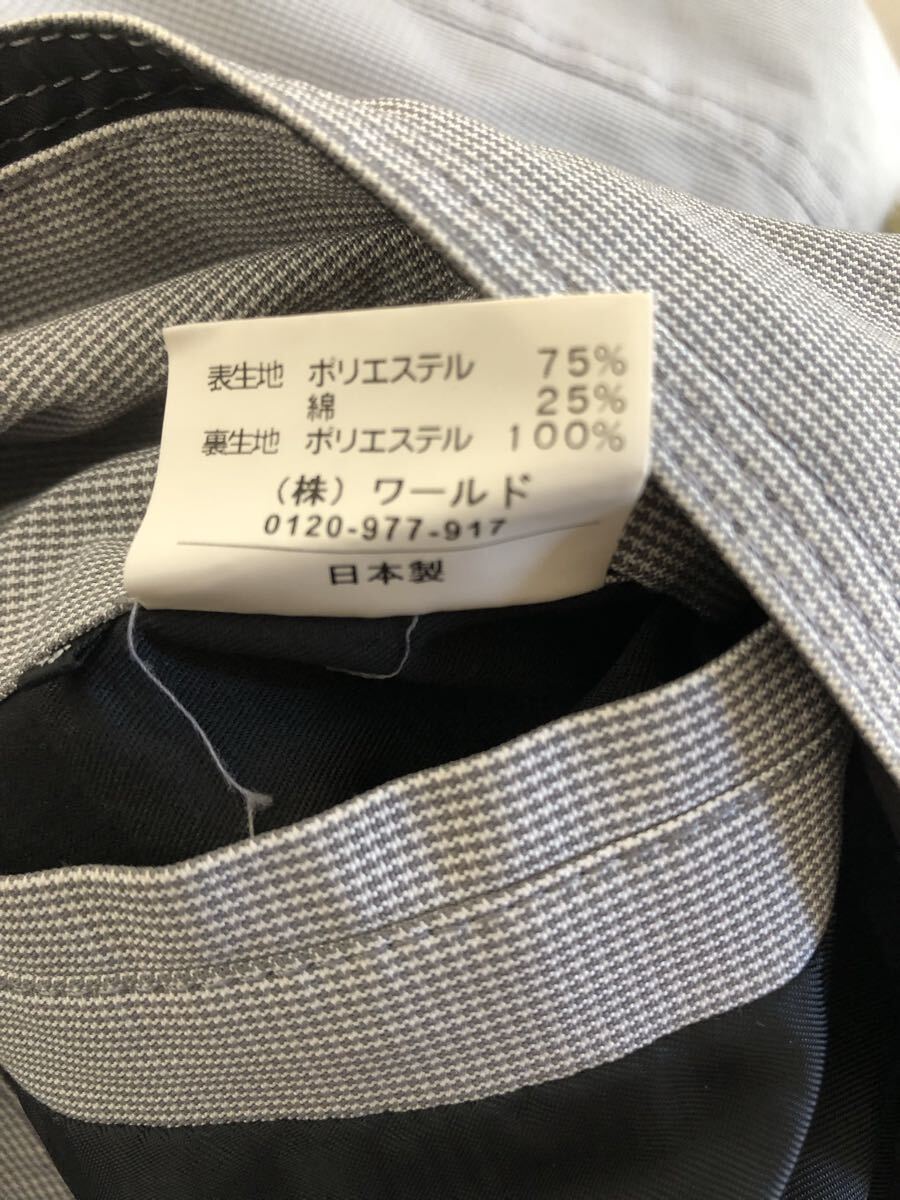 表生地 ポリエステル 75%
綿 25%
裏生地 ポリエステル 100%
(株) ワールド
0120-977-917
日本製